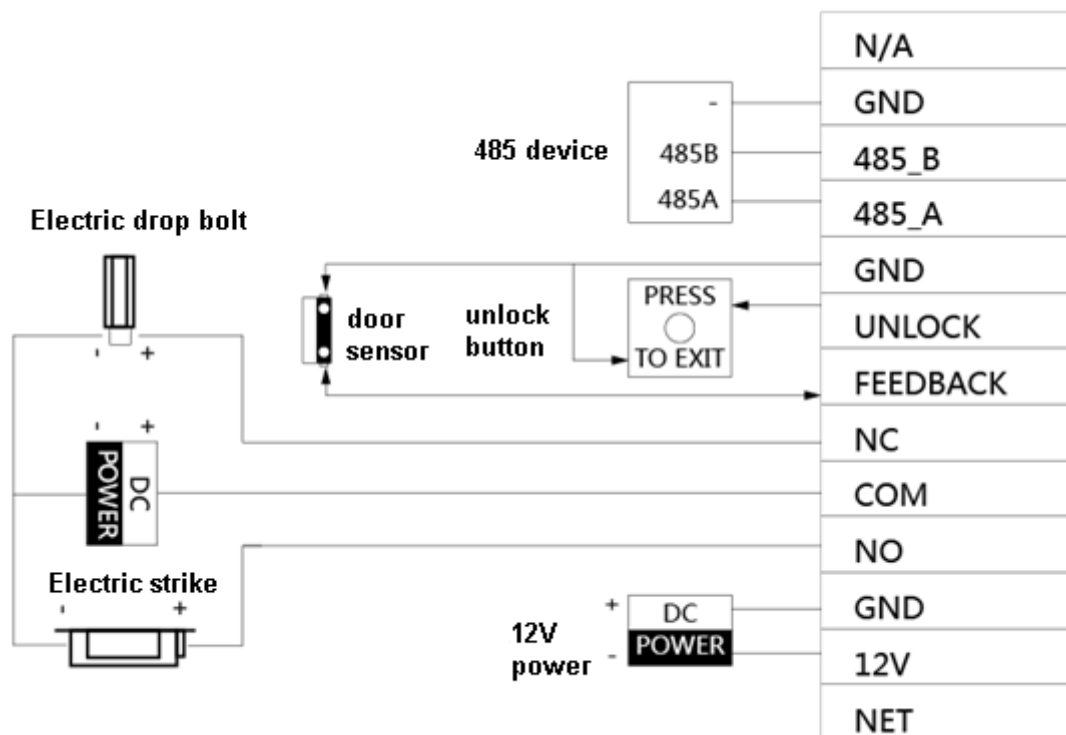 N/A
GND
485_B
485_A
GND
UNLOCK
FEEDBACK
NC
COM
NO
GND
12V
NET
485 device
-
485B
485A
Electric drop bolt
- +
door
sensor
unlock
button
PRESS
TO EXIT
- +
POWER
DC
Electric strike
- +
12V
power
+
-
DC
POWER